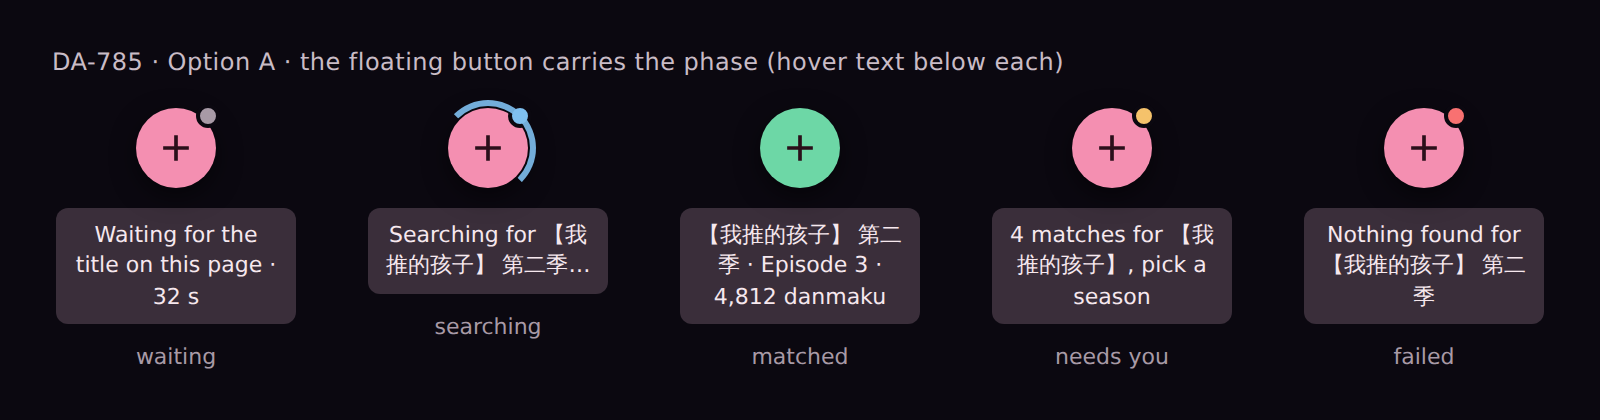 DA-785 · Option A · the floating button carries the phase (hover text below each)
Waiting for the
title on this page ·
32 s
waiting
Searching for 【我
推的孩子】 第二季…
searching
【我推的孩子】 第二
季 · Episode 3 ·
4,812 danmaku
matched
4 matches for 【我
推的孩子】, pick a
season
needs you
Nothing found for
【我推的孩子】 第二
季
failed